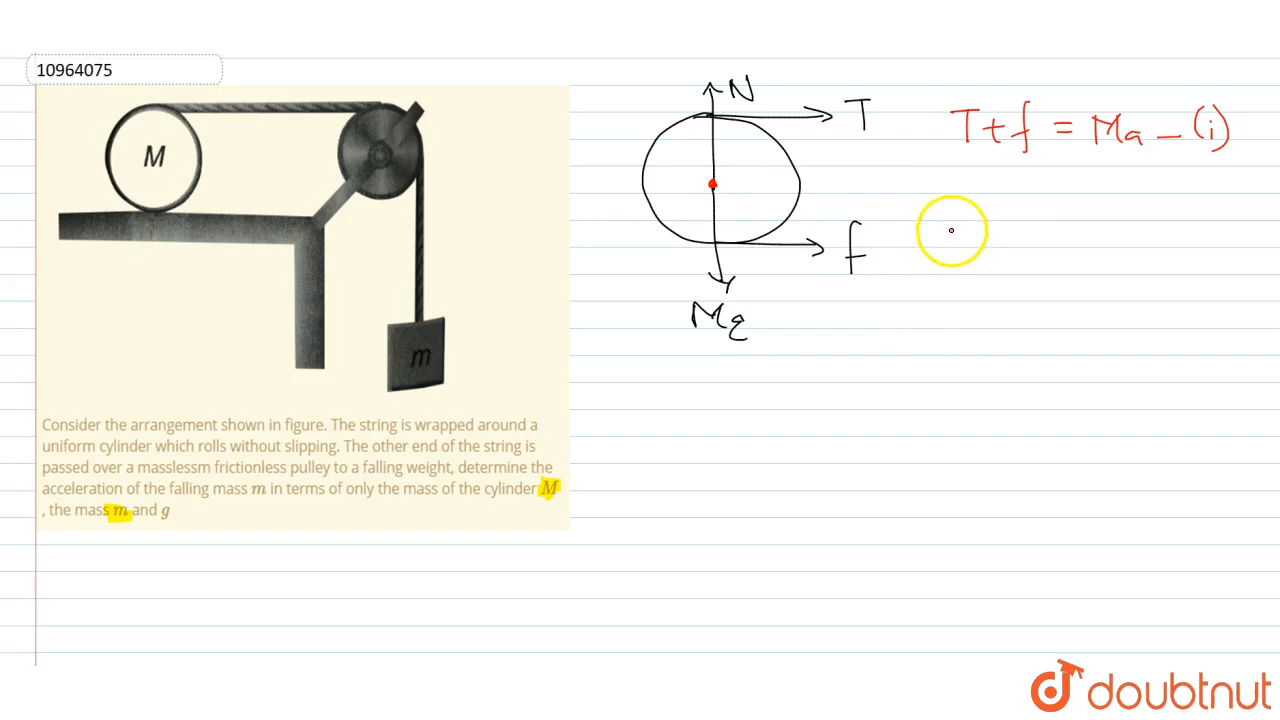 10964075
M
m
Consider the arrangement shown in figure. The string is wrapped around a
uniform cylinder which rolls without slipping. The other end of the string is
passed over a masslessm frictionless pulley to a falling weight, determine the
acceleration of the falling mass m in terms of only the mass of the cylinder M
, the mass m and g
N
T
f
Mg
T+f = Ma - (i)
doubtnut